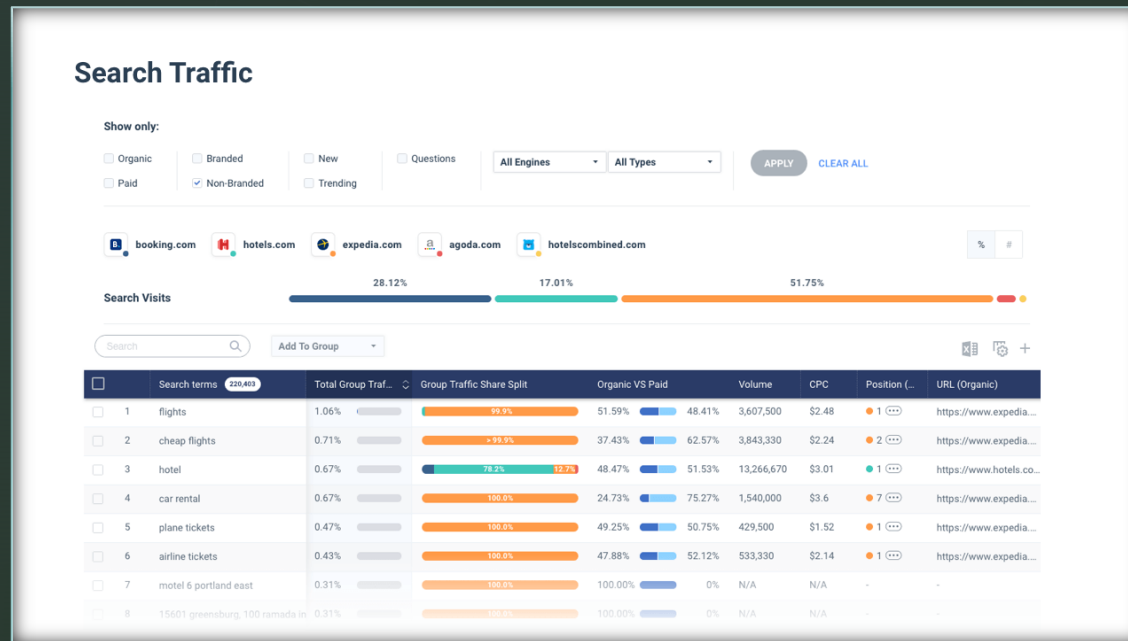 Search Traffic
Show only:
Organic Branded New Questions All Engines All Types APPLY CLEAR ALL
Paid Non-Branded Trending
B. booking.com H hotels.com expedia.com a agoda.com hotelscombined.com % #
28.12% 17.01% 51.75%
Search Visits
Search Add To Group
Search terms 220,403 Total Group Traf... Group Traffic Share Split Organic VS Paid Volume CPC Position (... URL (Organic)
1 flights 1.06% 99.9% 51.59% 48.41% 3,607,500 $2.48 1 https://www.expedia....
2 cheap flights 0.71% > 99.9% 37.43% 62.57% 3,843,330 $2.24 2 https://www.expedia....
3 hotel 0.67% 78.2% 12.7% 48.47% 51.53% 13,266,670 $3.01 1 https://www.hotels.co...
4 car rental 0.67% 100.0% 24.73% 75.27% 1,540,000 $3.6 7 https://www.expedia....
5 plane tickets 0.47% 100.0% 49.25% 50.75% 429,500 $1.52 1 https://www.expedia....
6 airline tickets 0.43% 100.0% 47.88% 52.12% 533,330 $2.14 1 https://www.expedia....
7 motel 6 portland east 0.31% 100.0% 100.00% 0% N/A N/A - -
8 15601 greensburg, 100 ramada in 0.31% 100.0% 100.00% 0% N/A N/A - -